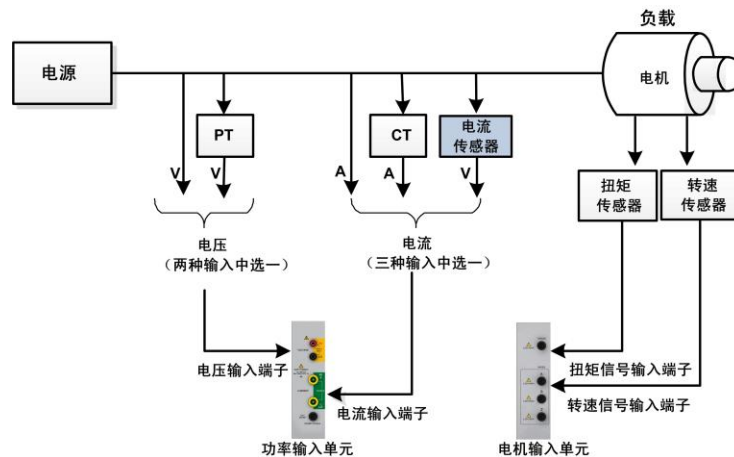 负载
电源
电机
PT
CT
电流
传感器
V
V
A
A
V
扭矩
传感器
转速
传感器
电压
（两种输入中选一）
电流
（三种输入中选一）
电压输入端子
电流输入端子
扭矩信号输入端子
转速信号输入端子
功率输入单元
电机输入单元